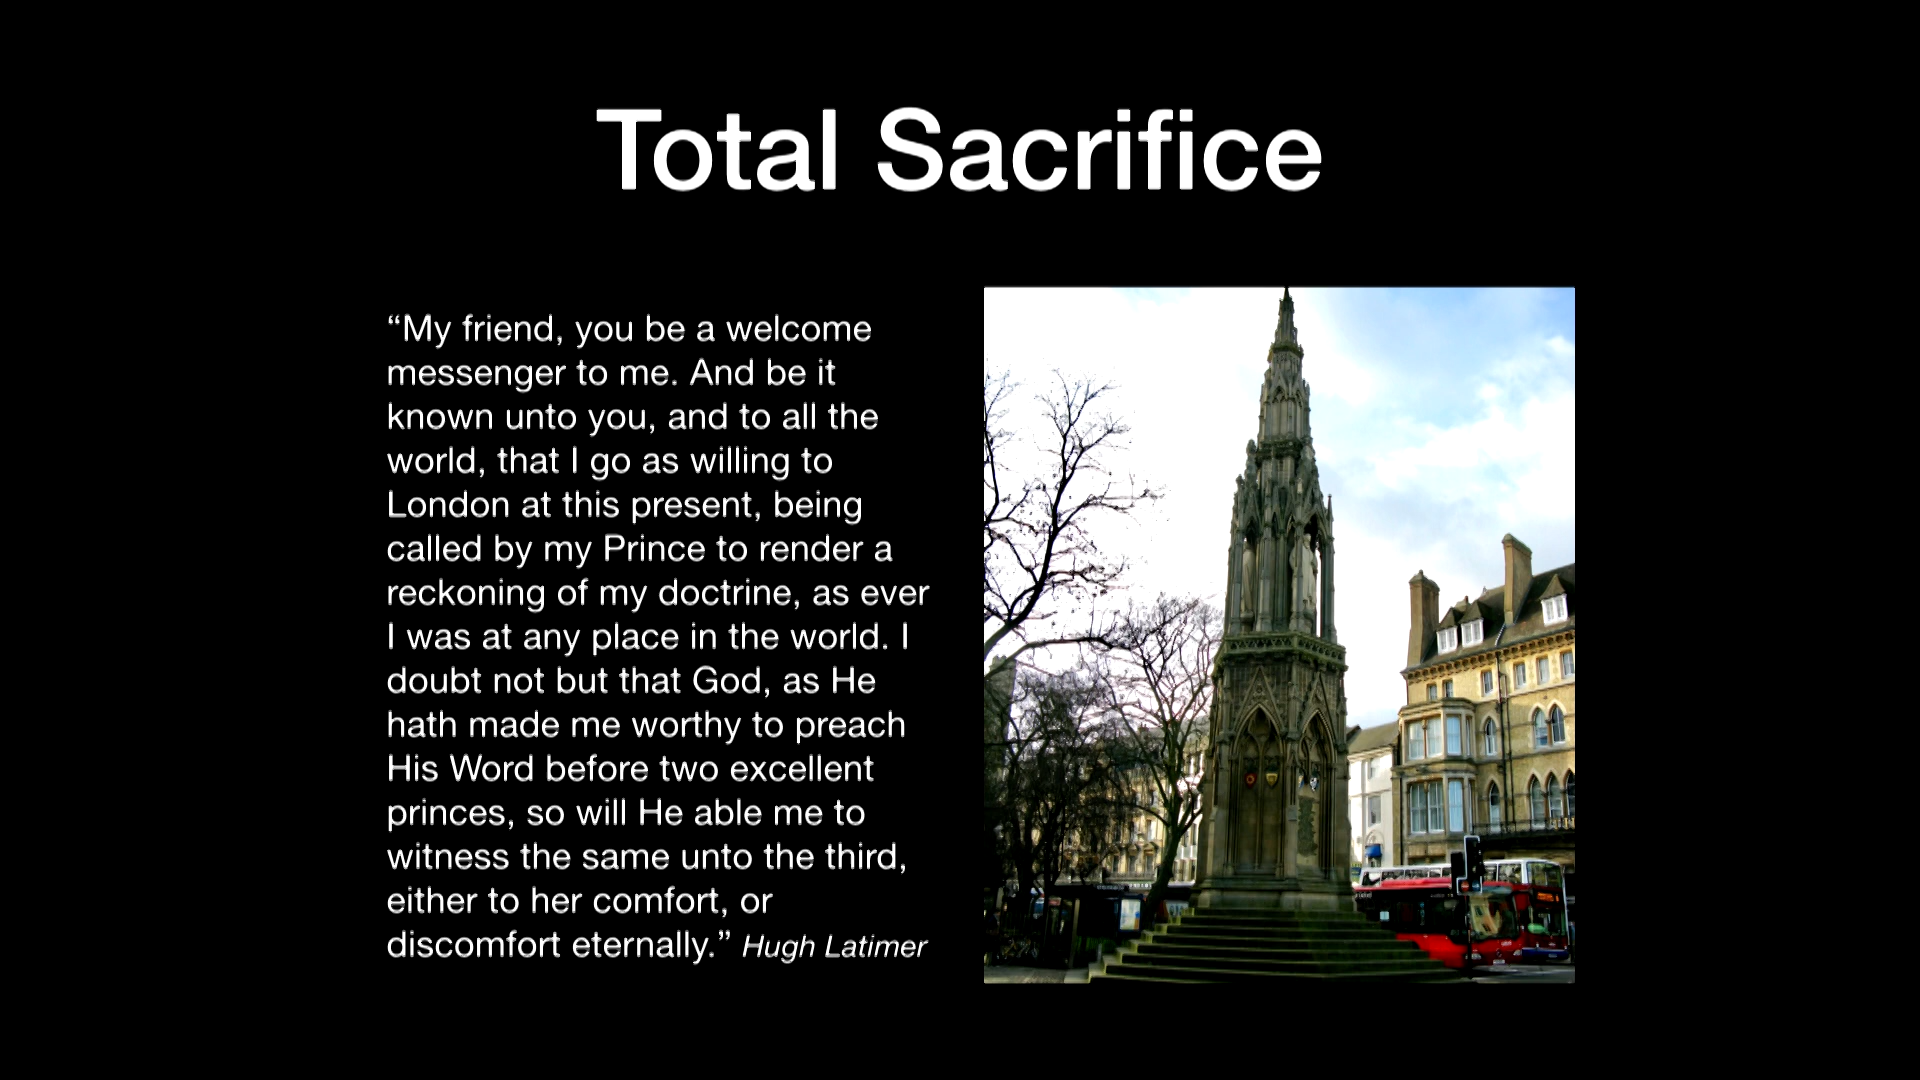 Total Sacrifice
“My friend, you be a welcome
messenger to me. And be it
known unto you, and to all the
world, that I go as willing to
London at this present, being
called by my Prince to render a
reckoning of my doctrine, as ever
I was at any place in the world. I
doubt not but that God, as He
hath made me worthy to preach
His Word before two excellent
princes, so will He able me to
witness the same unto the third,
either to her comfort, or
discomfort eternally.” Hugh Latimer